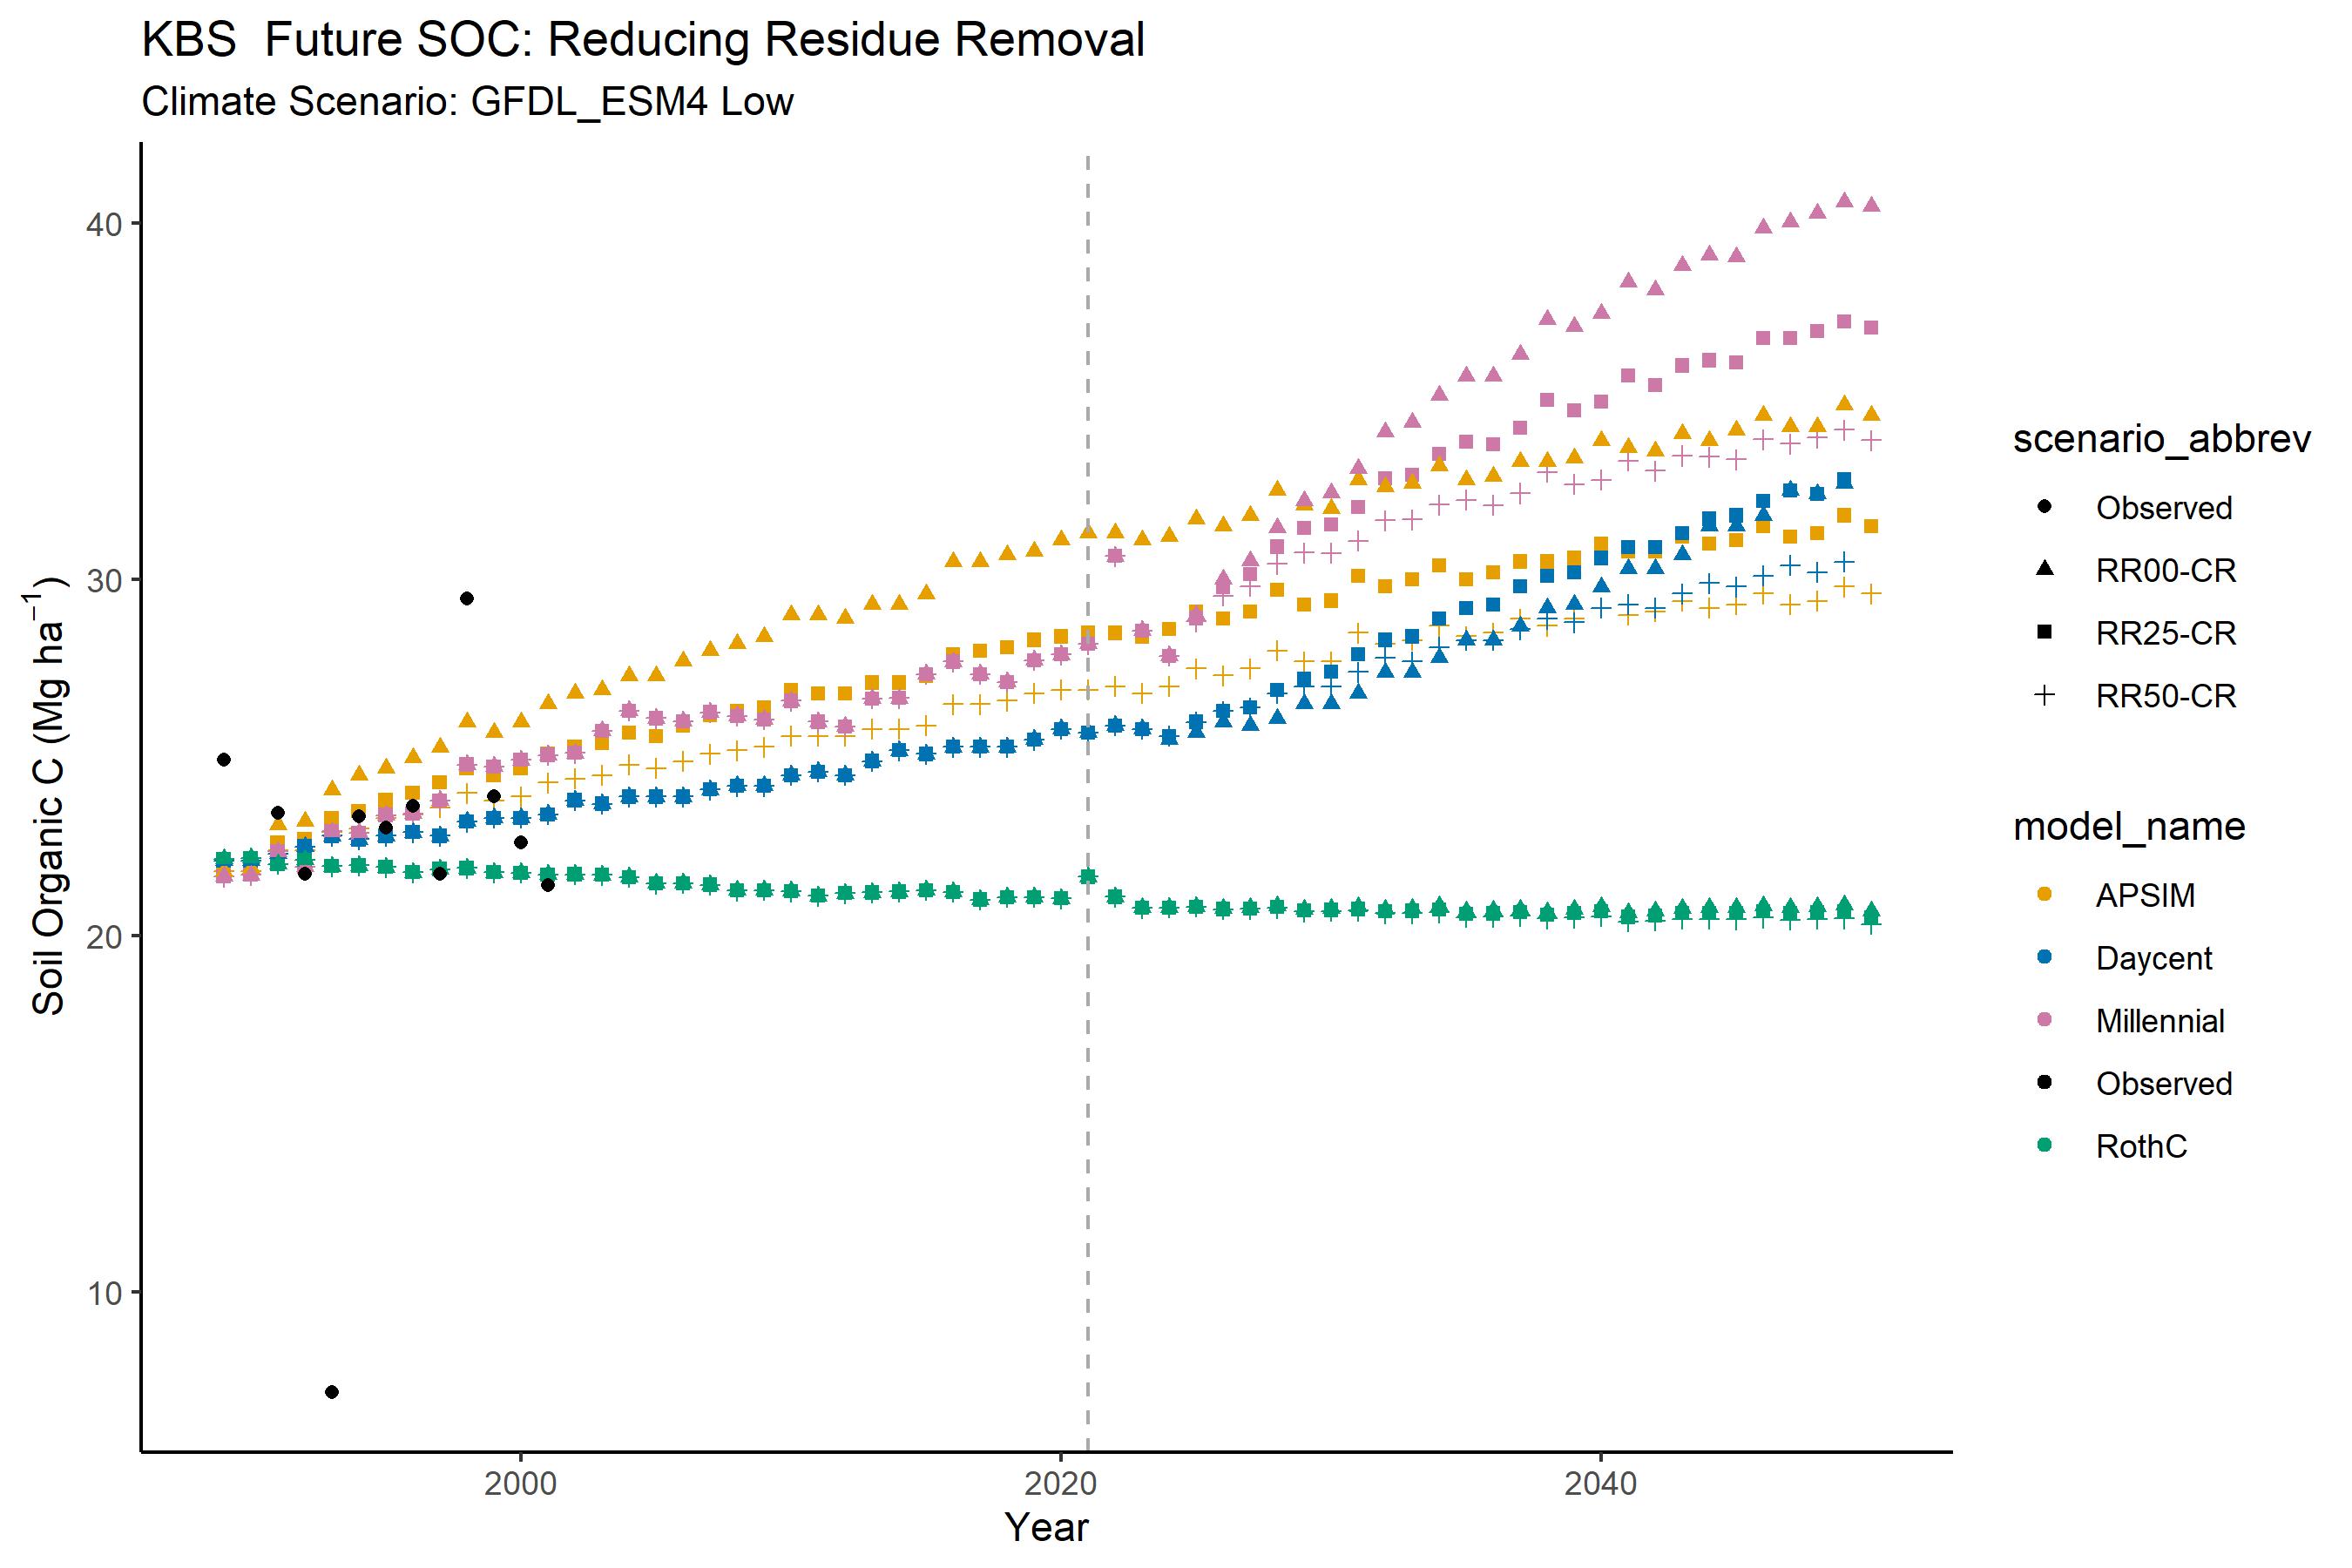 KBS  Future SOC: Reducing Residue Removal
Climate Scenario: GFDL_ESM4 Low
Soil Organic C (Mg ha⁻¹)
40
30
20
10
2000
2020
2040
Year
scenario_abbrev
Observed
RR00-CR
RR25-CR
RR50-CR
model_name
APSIM
Daycent
Millennial
Observed
RothC